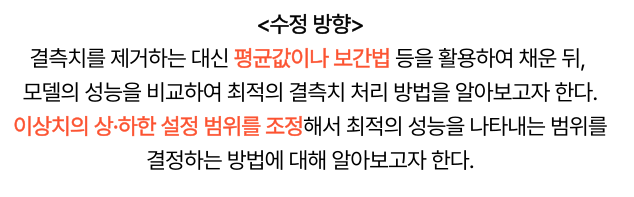 <수정 방향>
결측치를 제거하는 대신 평균값이나 보간법 등을 활용하여 채운 뒤,
모델의 성능을 비교하여 최적의 결측치 처리 방법을 알아보고자 한다.
이상치의 상·하한 설정 범위를 조정해서 최적의 성능을 나타내는 범위를
결정하는 방법에 대해 알아보고자 한다.